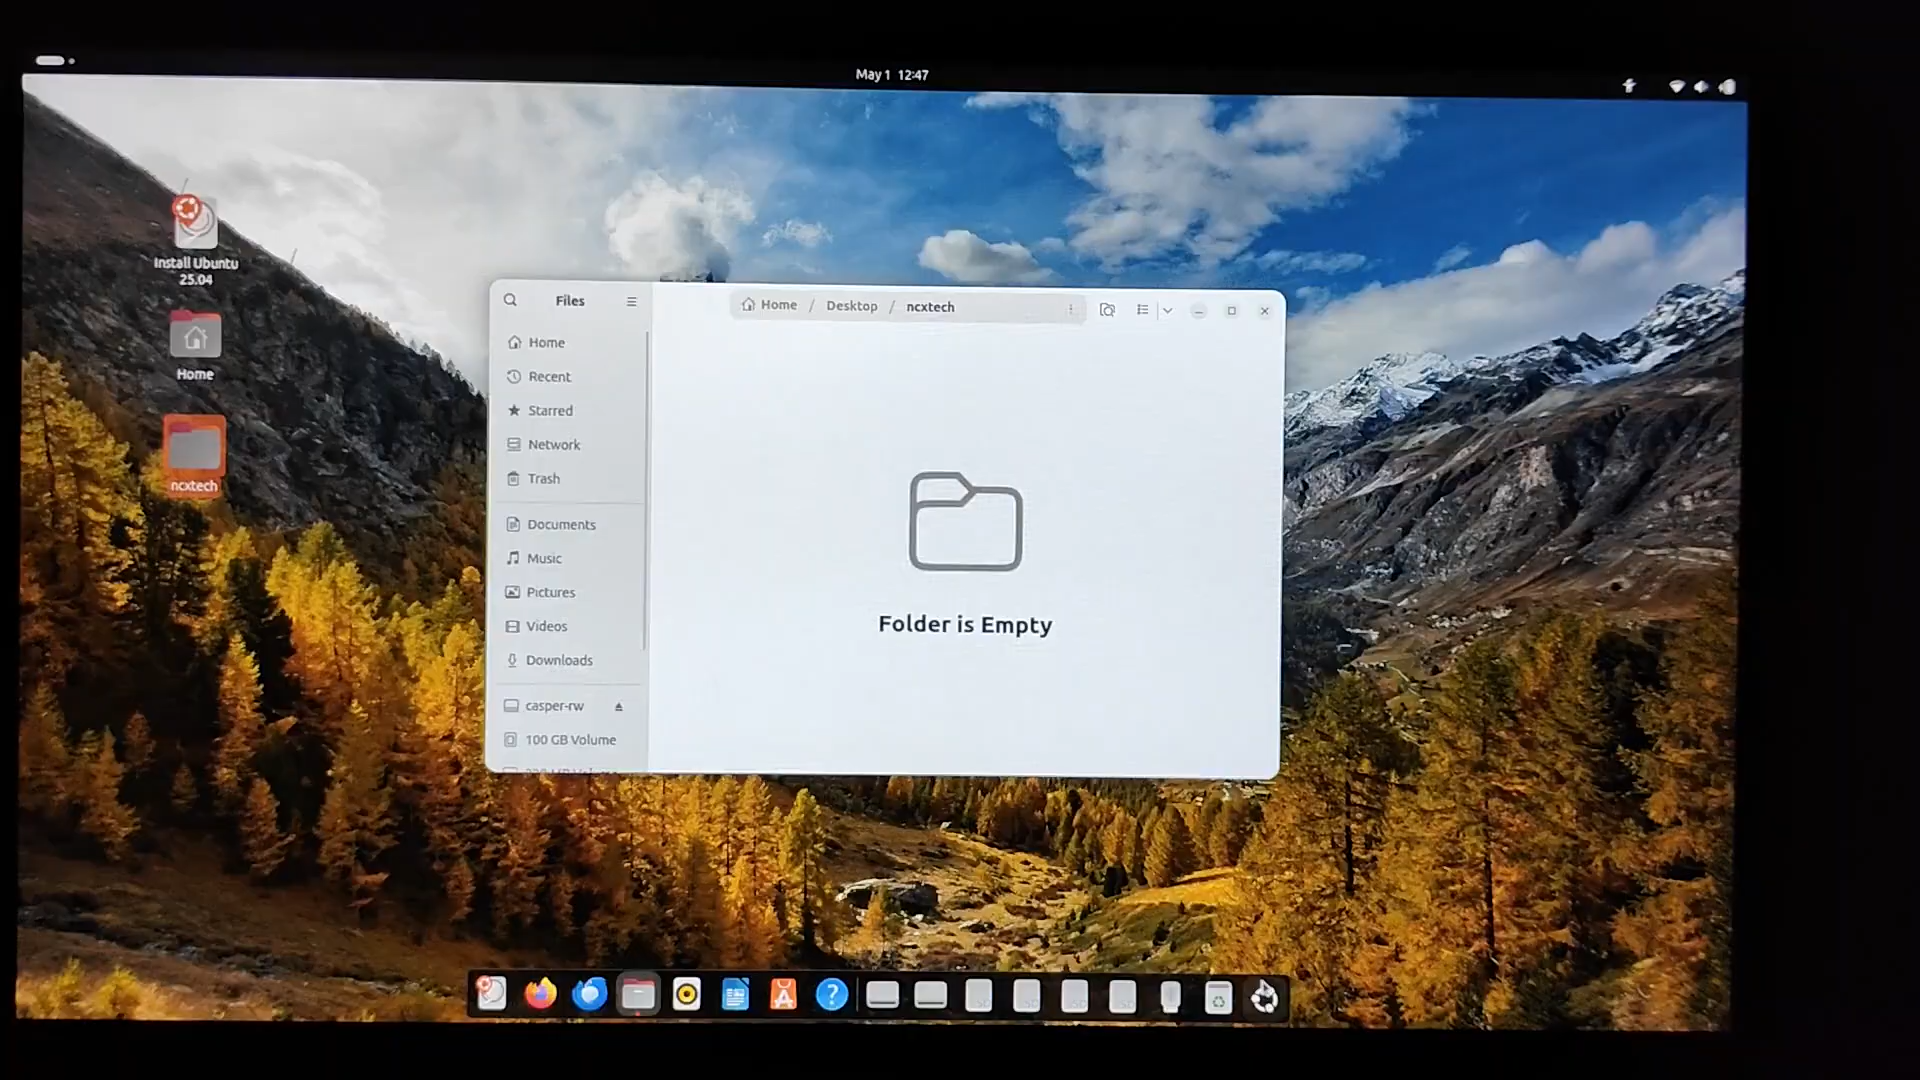 May 1 12:47
Install Ubuntu
25.04
Home
ncxtech
Files
Home / Desktop / ncxtech
Home
Recent
Starred
Network
Trash
Documents
Music
Pictures
Videos
Downloads
casper-rw
100 GB Volume
Folder is Empty